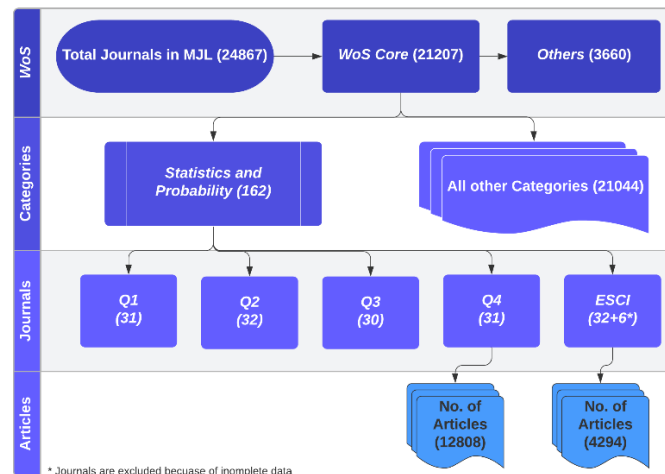 WoS
Total Journals in MJL (24867)
WoS Core (21207)
Others (3660)
Categories
Statistics and
Probability (162)
All other Categories (21044)
Journals
Q1
(31)
Q2
(32)
Q3
(30)
Q4
(31)
ESCI
(32+6*)
Articles
No. of
Articles
(12808)
No. of
Articles
(4294)
* Journals are excluded becuase of inomplete data